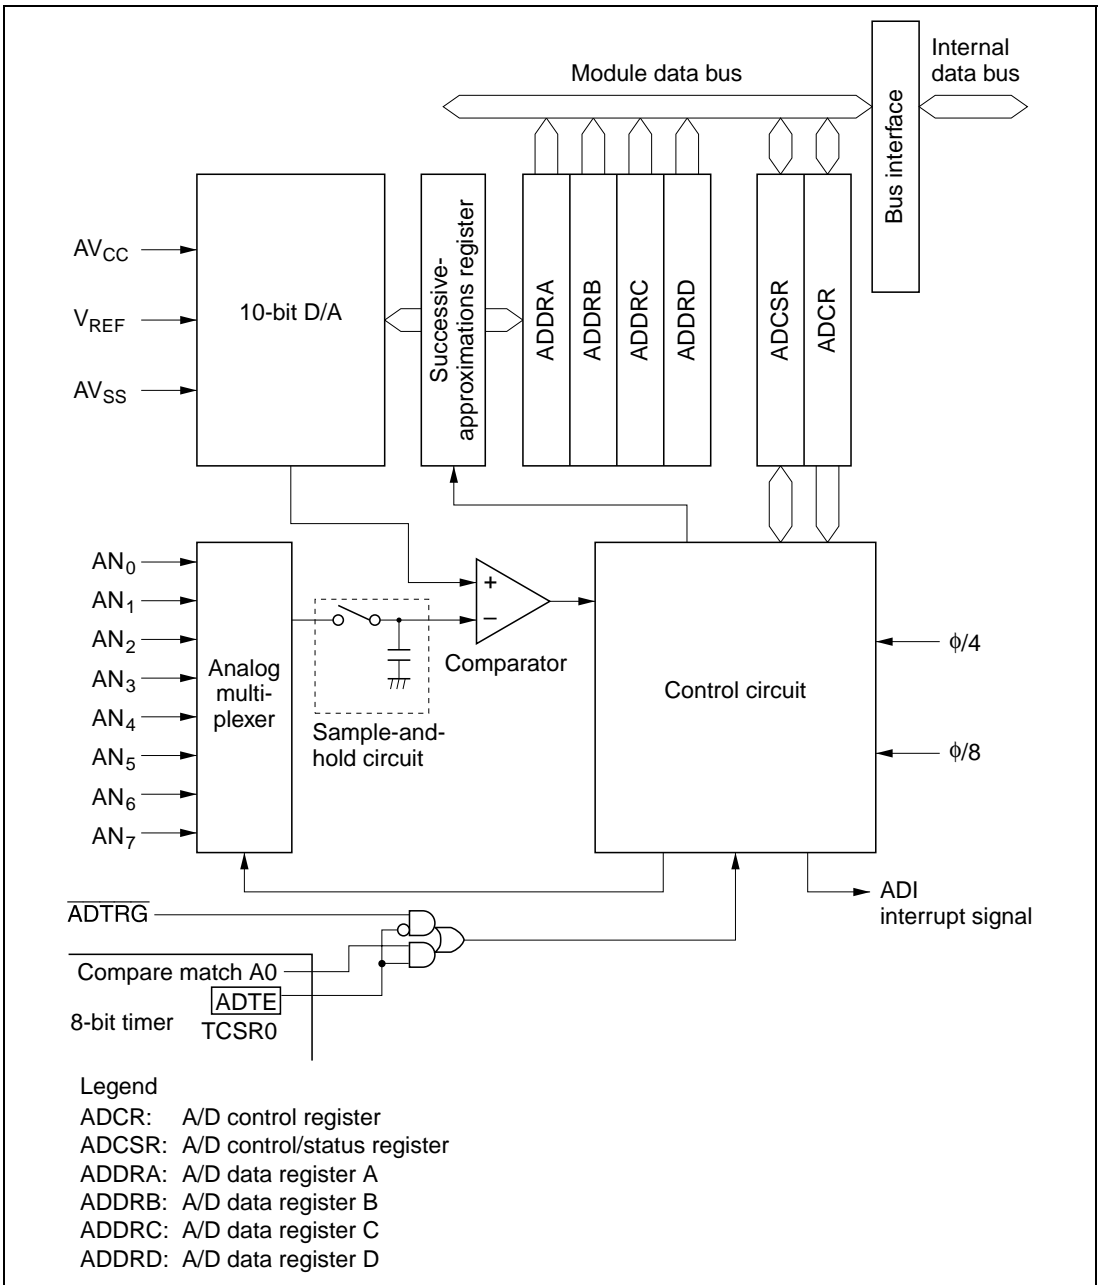 Internal
data bus
Module data bus
Bus interface
AVCC
VREF
AVSS
10-bit D/A
Successive-
approximations register
ADDRA
ADDRB
ADDRC
ADDRD
ADCSR
ADCR
AN0
AN1
AN2
AN3
AN4
AN5
AN6
AN7
Analog
multi-
plexer
Sample-and-
hold circuit
+
−
Comparator
Control circuit
ϕ/4
ϕ/8
ADI
interrupt signal
ADTRG
Compare match A0
ADTE
8-bit timer
TCSR0
Legend
ADCR: A/D control register
ADCSR: A/D control/status register
ADDRA: A/D data register A
ADDRB: A/D data register B
ADDRC: A/D data register C
ADDRD: A/D data register D